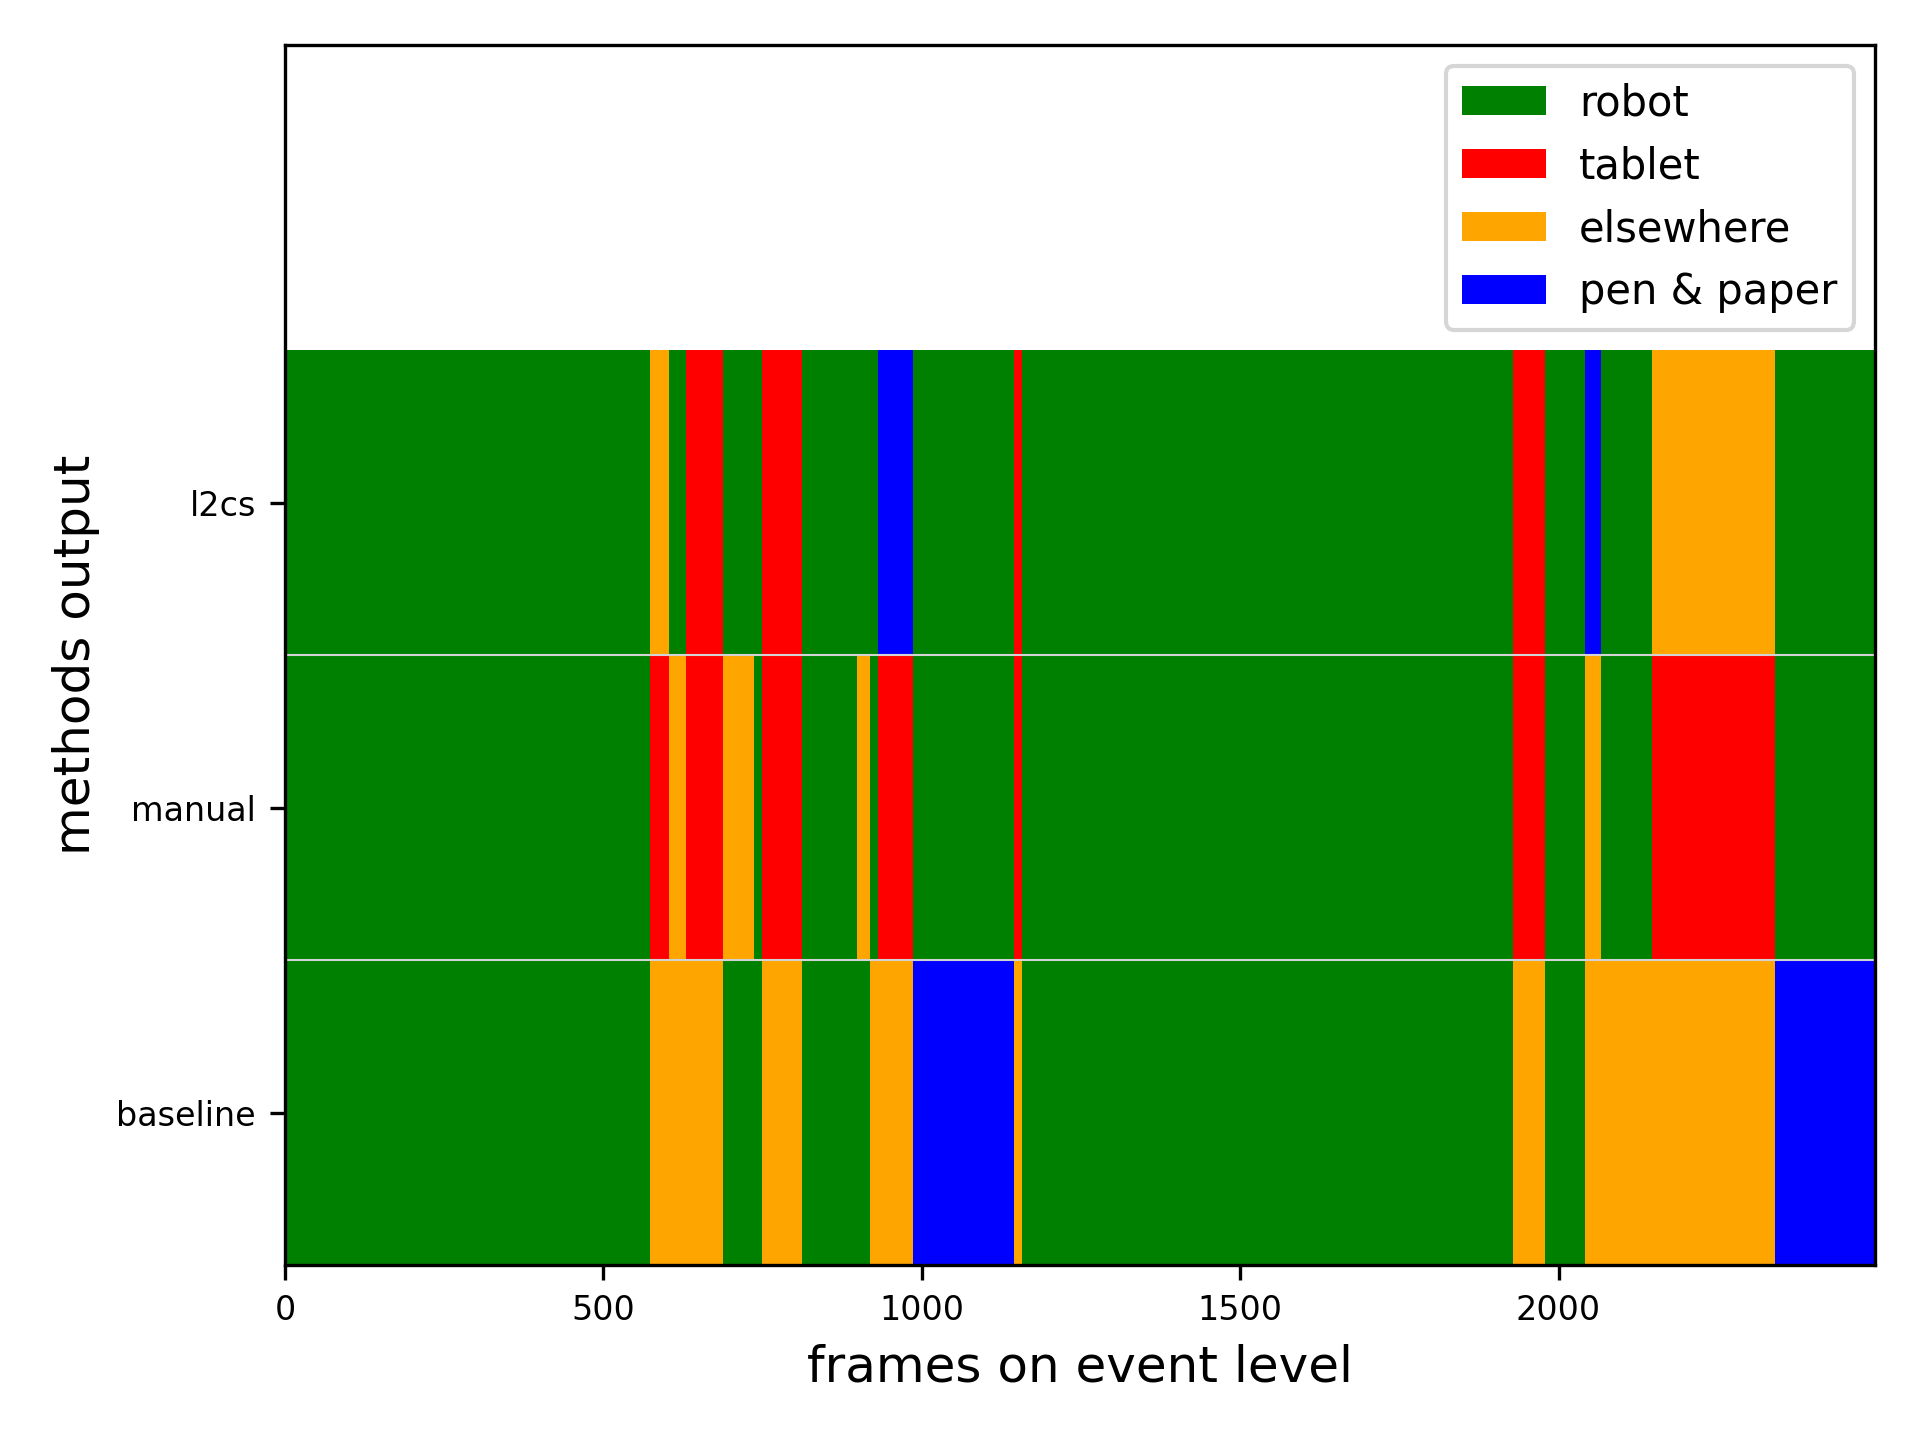 robot
tablet
elsewhere
pen & paper
methods output
l2cs
manual
baseline
0 500 1000 1500 2000
frames on event level